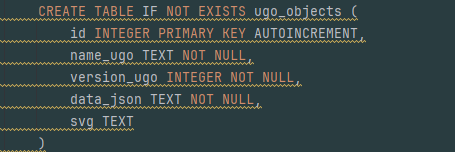 CREATE TABLE IF NOT EXISTS ugo_objects (
id INTEGER PRIMARY KEY AUTOINCREMENT,
name_ugo TEXT NOT NULL,
version_ugo INTEGER NOT NULL,
data_json TEXT NOT NULL,
svg TEXT
)